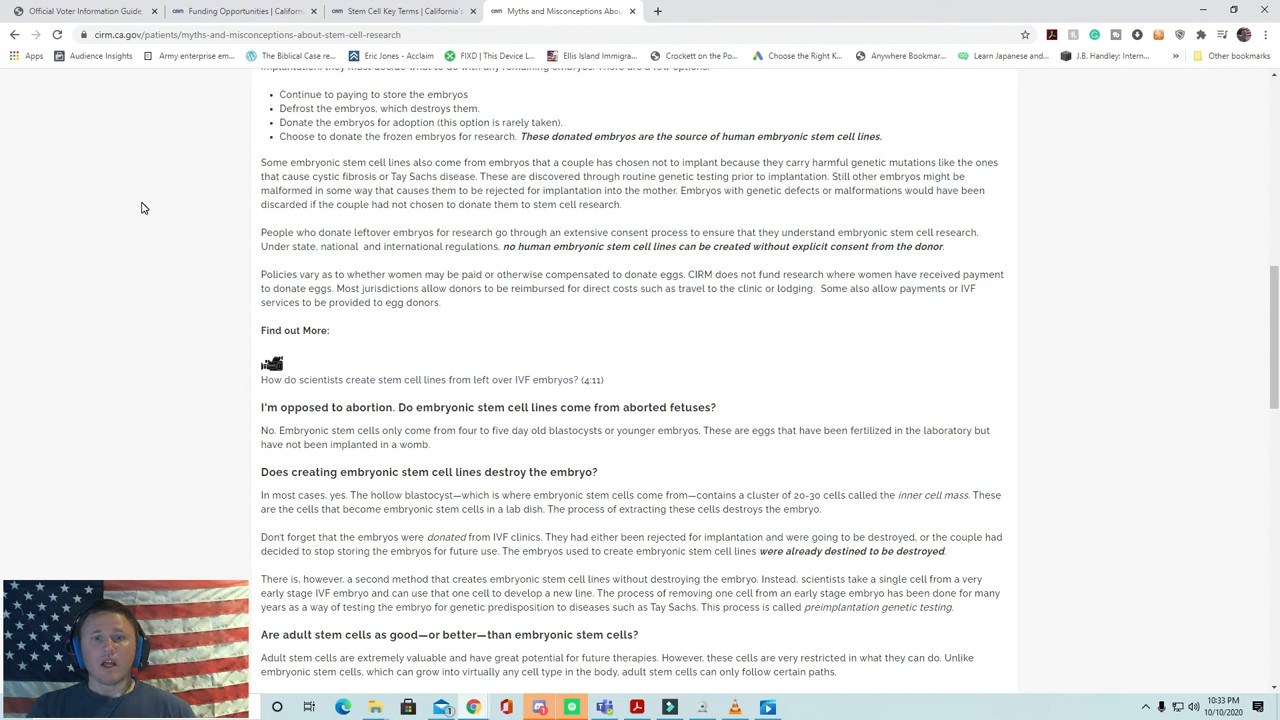 Official Voter Information Guide,
Funding Opportunities | Californi
Stem Cell Key Terms | California's
Myths and Misconceptions Abou
cirm.ca.gov/patients/myths-and-misconceptions-about-stem-cell-research
Apps
Audience Insights
Army enterprise em...
The Biblical Case re...
Eric Jones - Acclaim
FIXD | This Device L...
Ellis Island Immigra...
Crockett on the Po...
Choose the Right K...
Anywhere Bookmar...
Learn Japanese and...
J.B. Handley: Intern...
»
Other bookmarks
implantation, they must decide what to do with any remaining embryos. There are a few options:
• Continue to paying to store the embryos
• Defrost the embryos, which destroys them.
• Donate the embryos for adoption (this option is rarely taken).
• Choose to donate the frozen embryos for research. These donated embryos are the source of human embryonic stem cell lines.
Some embryonic stem cell lines also come from embryos that a couple has chosen not to implant because they carry harmful genetic mutations like the ones
that cause cystic fibrosis or Tay Sachs disease. These are discovered through routine genetic testing prior to implantation. Still other embryos might be
malformed in some way that causes them to be rejected for implantation into the mother. Embryos with genetic defects or malformations would have been
discarded if the couple had not chosen to donate them to stem cell research.
People who donate leftover embryos for research go through an extensive consent process to ensure that they understand embryonic stem cell research.
Under state, national and international regulations, no human embryonic stem cell lines can be created without explicit consent from the donor.
Policies vary as to whether women may be paid or otherwise compensated to donate eggs. CIRM does not fund research where women have received payment
to donate eggs. Most jurisdictions allow donors to be reimbursed for direct costs such as travel to the clinic or lodging. Some also allow payments or IVF
services to be provided to egg donors.
Find out More:
How do scientists create stem cell lines from left over IVF embryos? (4:11)
I'm opposed to abortion. Do embryonic stem cell lines come from aborted fetuses?
No. Embryonic stem cells only come from four to five day old blastocysts or younger embryos. These are eggs that have been fertilized in the laboratory but
have not been implanted in a womb.
Does creating embryonic stem cell lines destroy the embryo?
In most cases, yes. The hollow blastocyst—which is where embryonic stem cells come from—contains a cluster of 20-30 cells called the inner cell mass. These
are the cells that become embryonic stem cells in a lab dish. The process of extracting these cells destroys the embryo.
Don't forget that the embryos were donated from IVF clinics. They had either been rejected for implantation and were going to be destroyed, or the couple had
decided to stop storing the embryos for future use. The embryos used to create embryonic stem cell lines were already destined to be destroyed.
There is, however, a second method that creates embryonic stem cell lines without destroying the embryo. Instead, scientists take a single cell from a very
early stage IVF embryo and can use that one cell to develop a new line. The process of removing one cell from an early stage embryo has been done for many
years as a way of testing the embryo for genetic predisposition to diseases such as Tay Sachs. This process is called preimplantation genetic testing.
Are adult stem cells as good—or better—than embryonic stem cells?
Adult stem cells are extremely valuable and have great potential for future therapies. However, these cells are very restricted in what they can do. Unlike
embryonic stem cells, which can grow into virtually any cell type in the body, adult stem cells can only follow certain paths.
10:33 PM
10/10/2020